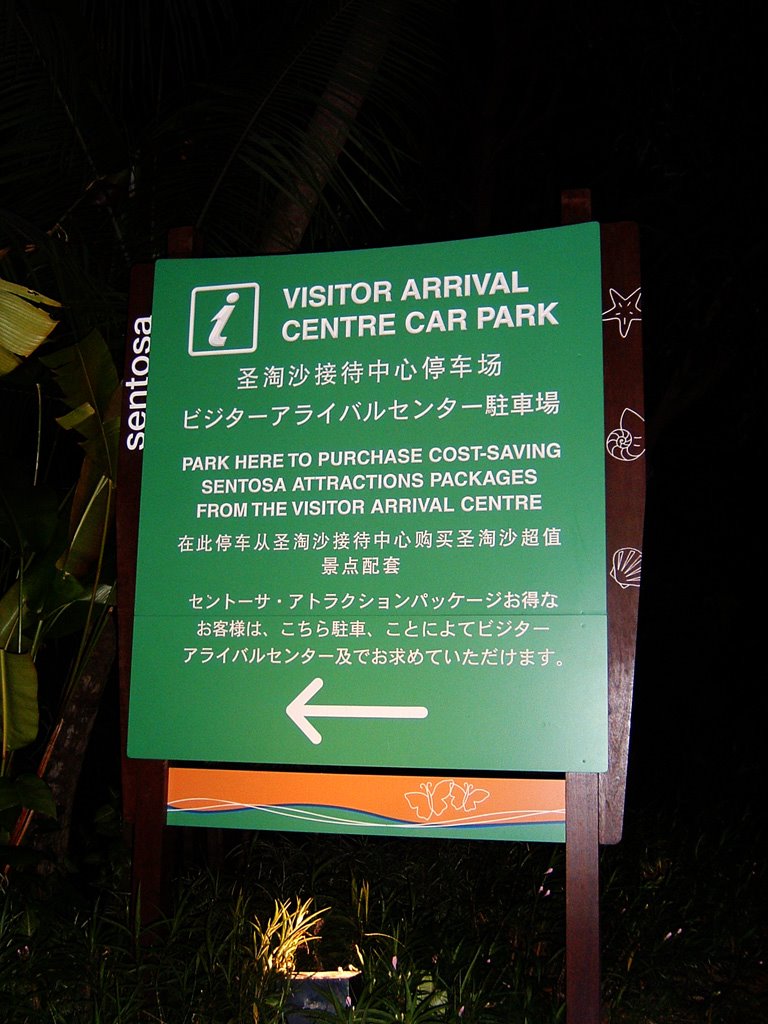 sentosa
i
VISITOR ARRIVAL
CENTRE CAR PARK
圣淘沙接待中心停车场
ビジターアライバルセンター駐車場
PARK HERE TO PURCHASE COST-SAVING
SENTOSA ATTRACTIONS PACKAGES
FROM THE VISITOR ARRIVAL CENTRE
在此停车从圣淘沙接待中心购买圣淘沙超值
景点配套
セントーサ・アトラクションパッケージお得な
お客様は、こちら駐車、ことによてビジター
アライバルセンター及でお求めていただけます。